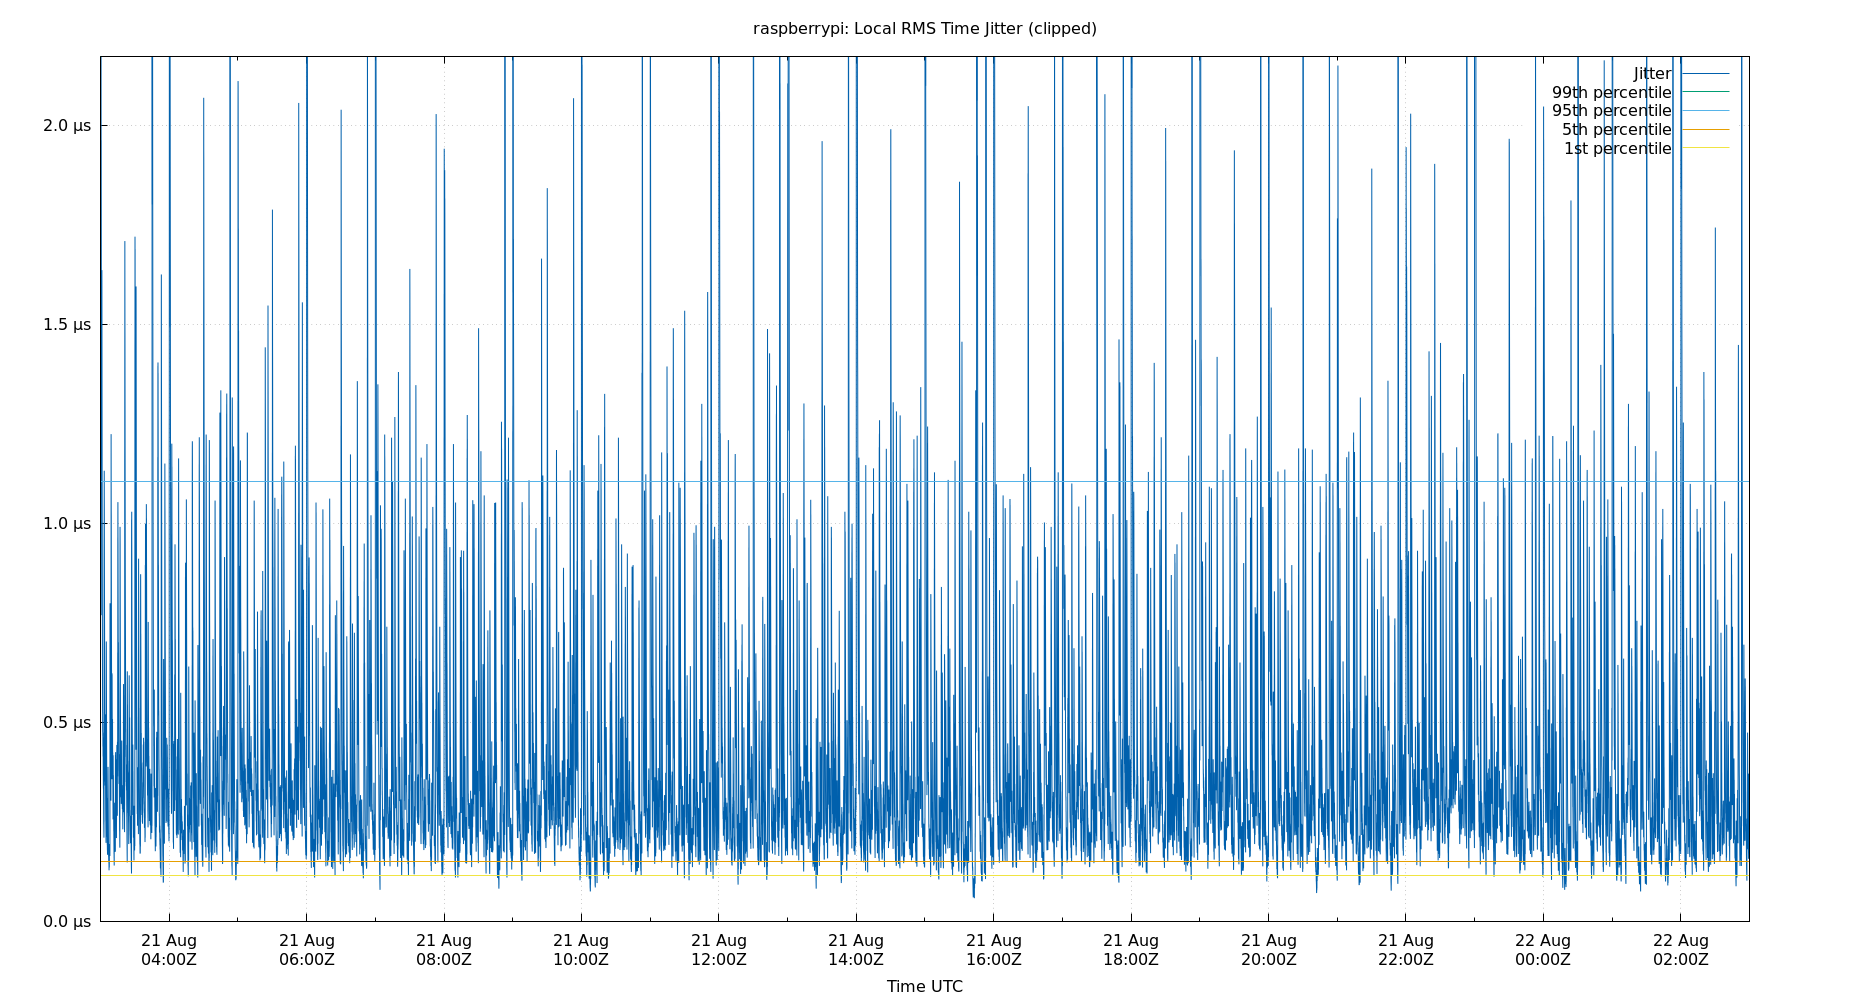 raspberrypi: Local RMS Time Jitter (clipped)
Jitter
99th percentile
95th percentile
5th percentile
1st percentile
2.0 µs
1.5 µs
1.0 µs
0.5 µs
0.0 µs
21 Aug 21 Aug 21 Aug 21 Aug 21 Aug 21 Aug 21 Aug 21 Aug 21 Aug 21 Aug 22 Aug 22 Aug
04:00Z 06:00Z 08:00Z 10:00Z 12:00Z 14:00Z 16:00Z 18:00Z 20:00Z 22:00Z 00:00Z 02:00Z
Time UTC